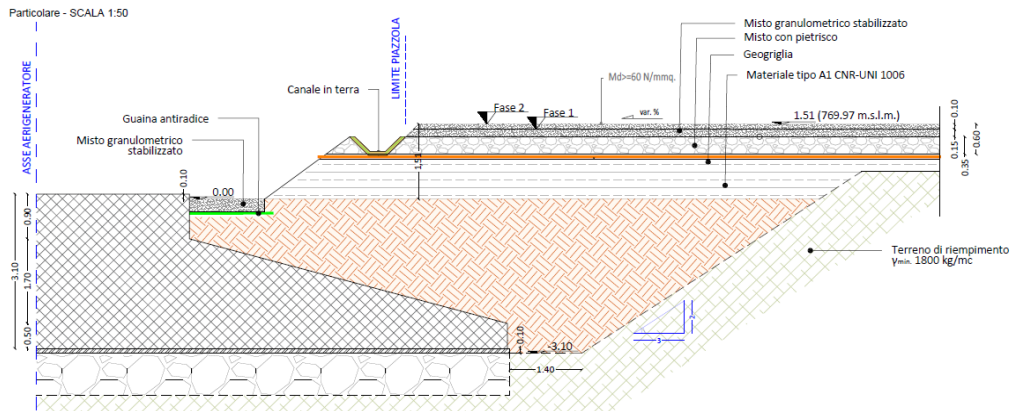 Particolare - SCALA 1:50
ASSE AERIGENERATORE
LIMITE PIAZZOLA
Misto granulometrico stabilizzato
Misto con pietrisco
Geogriglia
Materiale tipo A1 CNR-UNI 1006
Md>=60 N/mmq.
Canale in terra
Fase 2
Fase 1
var. %
1.51 (769.97 m.s.l.m.)
Guaina antiradice
Misto granulometrico
stabilizzato
0.10
0.60
0.15
0.35
1.51
0.10
0.00
0.90
3.10
1.70
0.50
Terreno di riempimento
γmin. 1800 kg/mc
2
3
0.10
-3.10
1.40